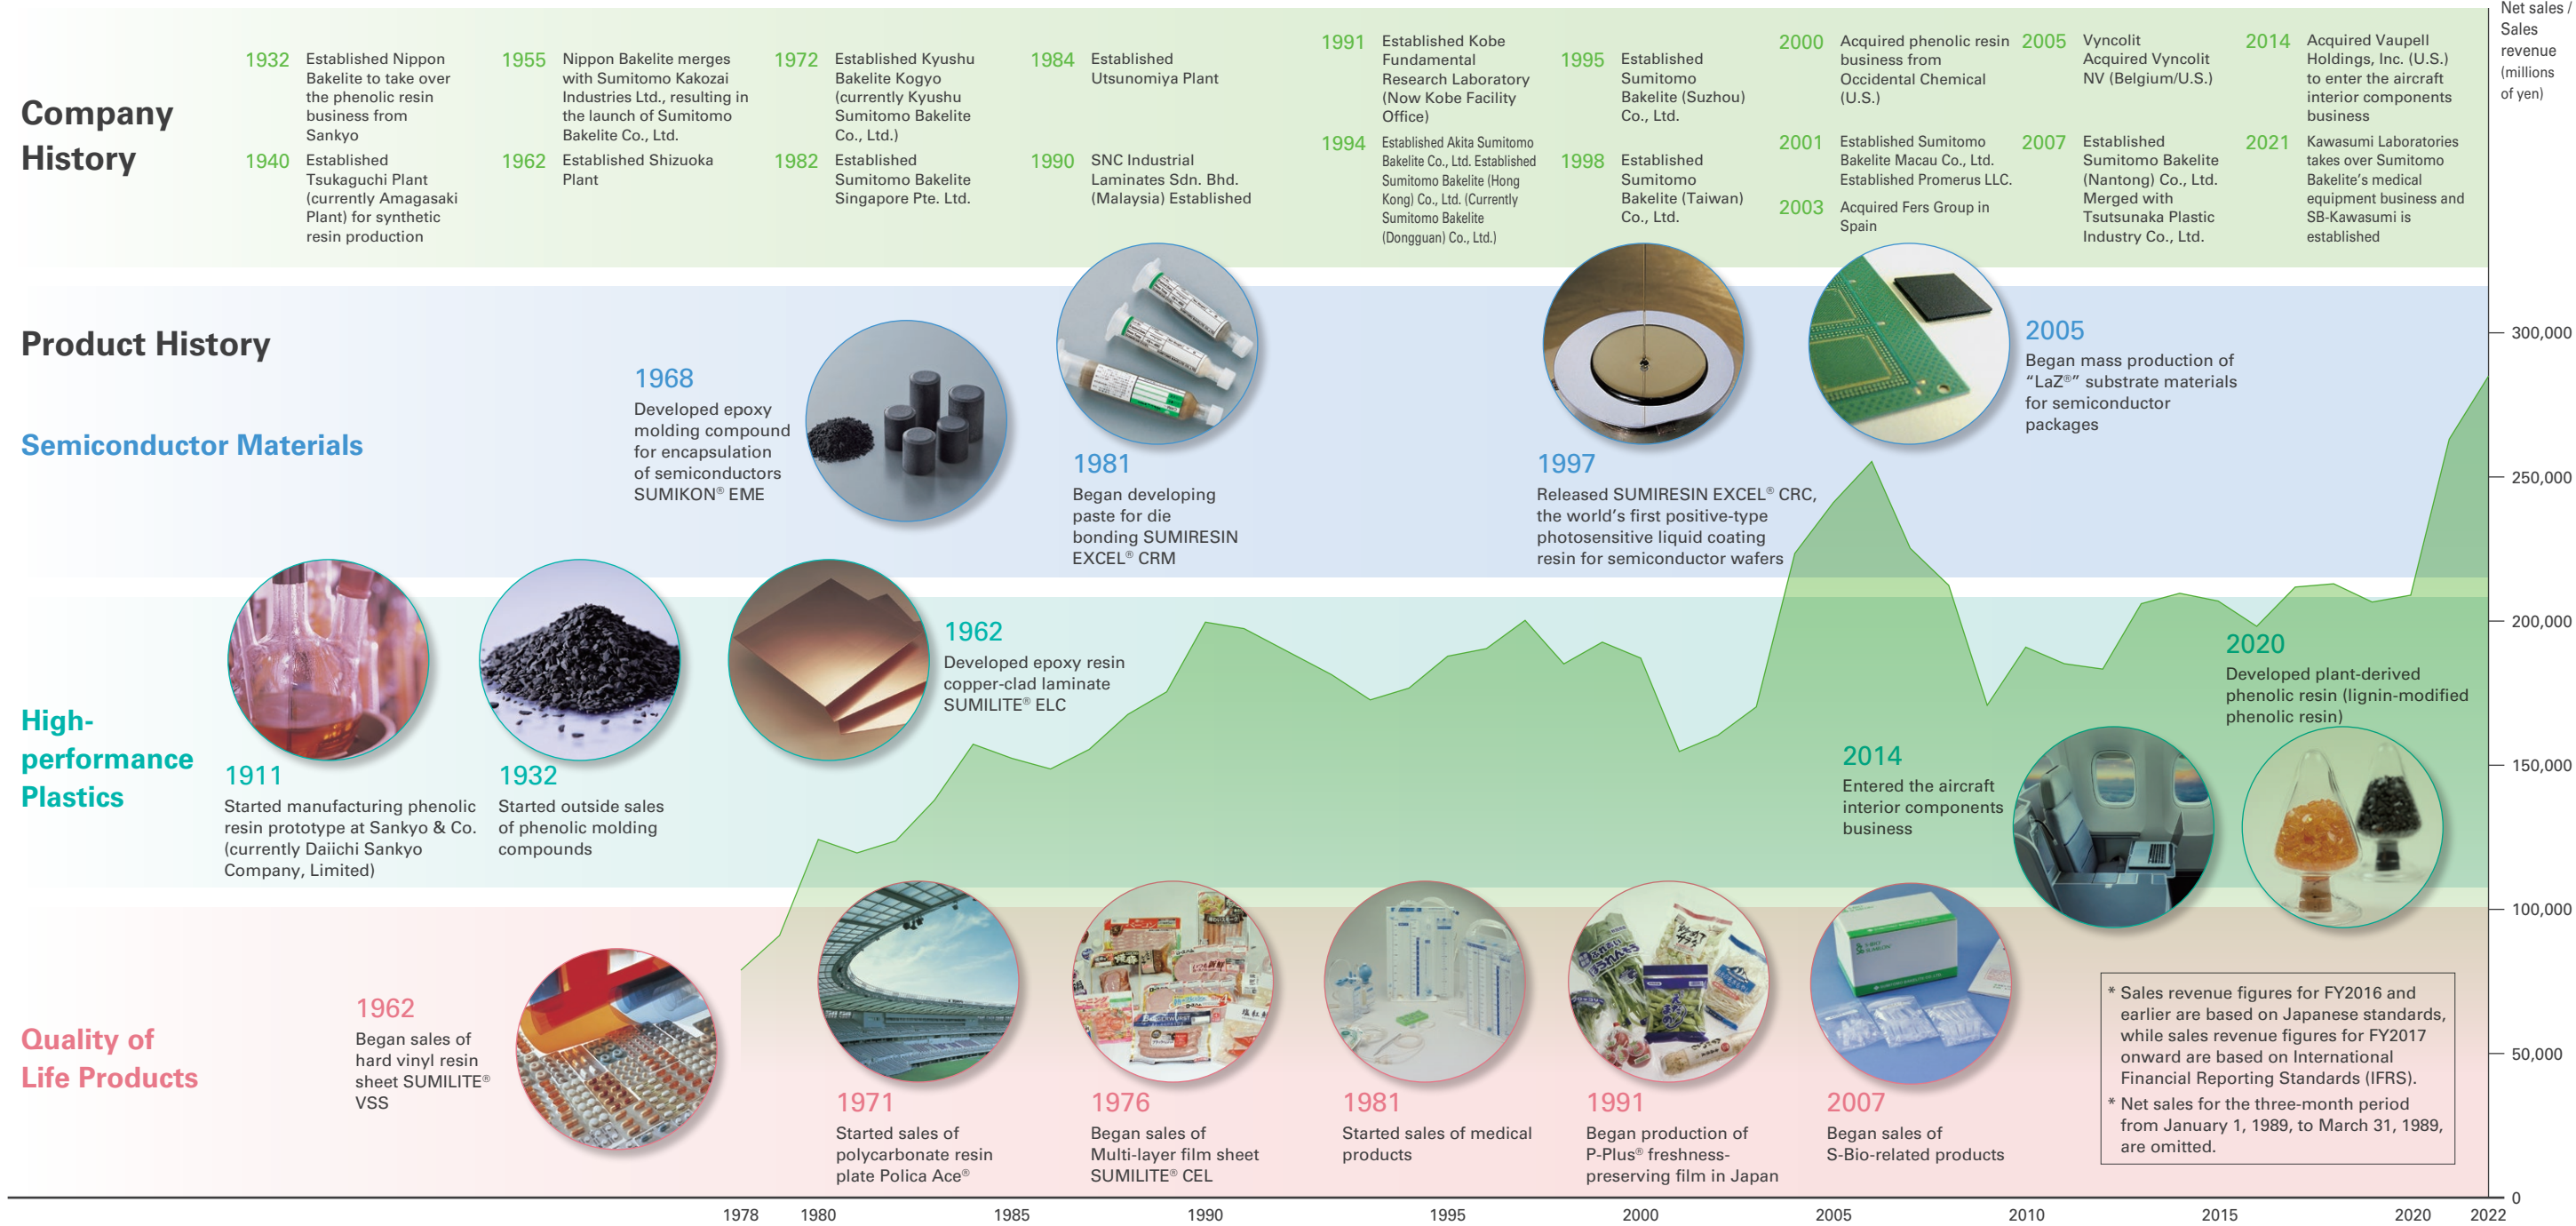 Company
History
1932
Established Nippon
Bakelite to take over
the phenolic resin
business from
Sankyo
1940
Established
Tsukaguchi Plant
(currently Amagasaki
Plant) for synthetic
resin production
1955
Nippon Bakelite merges
with Sumitomo Kakozai
Industries Ltd., resulting in
the launch of Sumitomo
Bakelite Co., Ltd.
1962
Established Shizuoka
Plant
1972
Established Kyushu
Bakelite Kogyo
(currently Kyushu
Sumitomo Bakelite
Co., Ltd.)
1982
Established
Sumitomo Bakelite
Singapore Pte. Ltd.
1984
Established
Utsunomiya Plant
1990
SNC Industrial
Laminates Sdn. Bhd.
(Malaysia) Established
1991
Established Kobe
Fundamental
Research Laboratory
(Now Kobe Facility
Office)
1994
Established Akita Sumitomo
Bakelite Co., Ltd. Established
Sumitomo Bakelite (Hong
Kong) Co., Ltd. (Currently
Sumitomo Bakelite
(Dongguan) Co., Ltd.)
1995
Established
Sumitomo
Bakelite (Suzhou)
Co., Ltd.
1998
Established
Sumitomo
Bakelite (Taiwan)
Co., Ltd.
2000
Acquired phenolic resin
business from
Occidental Chemical
(U.S.)
2001
Established Sumitomo
Bakelite Macau Co., Ltd.
Established Promerus LLC.
2003
Acquired Fers Group in
Spain
2005
Vyncolit
Acquired Vyncolit
NV (Belgium/U.S.)
2007
Established
Sumitomo Bakelite
(Nantong) Co., Ltd.
Merged with
Tsutsunaka Plastic
Industry Co., Ltd.
2014
Acquired Vaupell
Holdings, Inc. (U.S.)
to enter the aircraft
interior components
business
2021
Kawasumi Laboratories
takes over Sumitomo
Bakelite's medical
equipment business and
SB-Kawasumi is
established
Net sales /
Sales
revenue
(millions
of yen)
Product History
Semiconductor Materials
1968
Developed epoxy
molding compound
for encapsulation
of semiconductors
SUMIKON® EME
1981
Began developing
paste for die
bonding SUMIRESIN
EXCEL® CRM
1997
Released SUMIRESIN EXCEL® CRC,
the world's first positive-type
photosensitive liquid coating
resin for semiconductor wafers
2005
Began mass production of
“LaZ®” substrate materials
for semiconductor
packages
High-
performance
Plastics
1911
Started manufacturing phenolic
resin prototype at Sankyo & Co.
(currently Daiichi Sankyo
Company, Limited)
1932
Started outside sales
of phenolic molding
compounds
1962
Developed epoxy resin
copper-clad laminate
SUMILITE® ELC
2014
Entered the aircraft
interior components
business
2020
Developed plant-derived
phenolic resin (lignin-modified
phenolic resin)
Quality of
Life Products
1962
Began sales of
hard vinyl resin
sheet SUMILITE®
VSS
1971
Started sales of
polycarbonate resin
plate Polica Ace®
1976
Began sales of
Multi-layer film sheet
SUMILITE® CEL
1981
Started sales of medical
products
1991
Began production of
P-Plus® freshness-
preserving film in Japan
2007
Began sales of
S-Bio-related products
* Sales revenue figures for FY2016 and
earlier are based on Japanese standards,
while sales revenue figures for FY2017
onward are based on International
Financial Reporting Standards (IFRS).
* Net sales for the three-month period
from January 1, 1989, to March 31, 1989,
are omitted.
300,000
250,000
200,000
150,000
100,000
50,000
0
1978
1980
1985
1990
1995
2000
2005
2010
2015
2020
2022